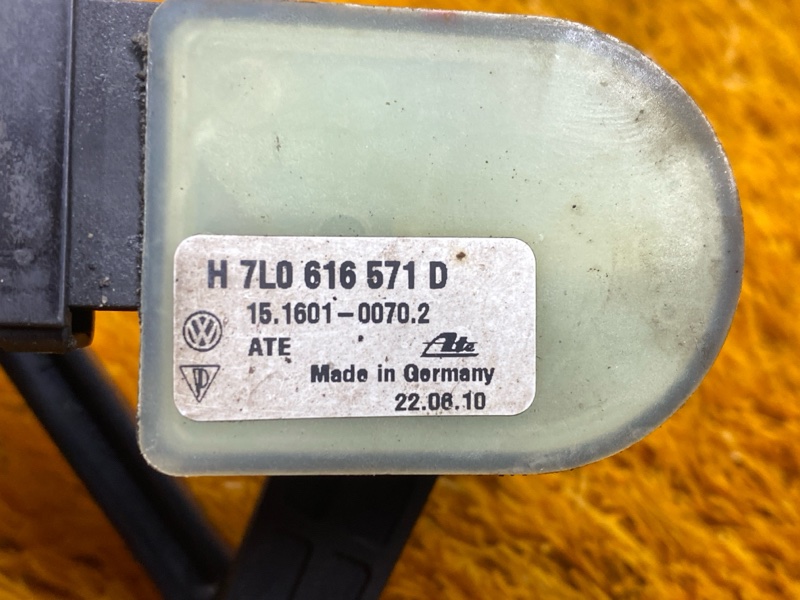 H 7L0 616 571 D
15.1601-0070.2
ATE Ate
Made in Germany
22.06.10